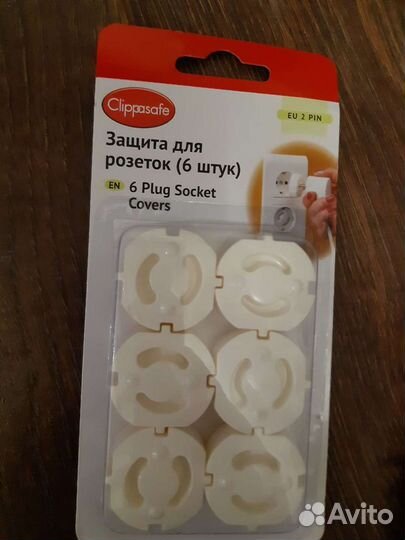 Clippasafe
EU 2 PIN
Защита для
розеток (6 штук)
EN 6 Plug Socket
Covers
Avito